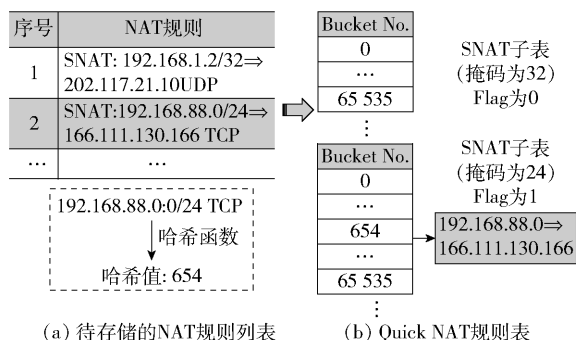 序号 NAT规则
1 SNAT: 192.168.1.2/32⇒
202.117.21.10UDP
2 SNAT:192.168.88.0/24⇒
166.111.130.166 TCP
… …
192.168.88.0:0/24 TCP
哈希函数
哈希值: 654
(a) 待存储的NAT规则列表
Bucket No.
0
…
65 535
⋮
SNAT子表
(掩码为32)
Flag为0
Bucket No.
0
…
654
…
65 535
⋮
SNAT子表
(掩码为24)
Flag为1
192.168.88.0⇒
166.111.130.166
(b) Quick NAT规则表